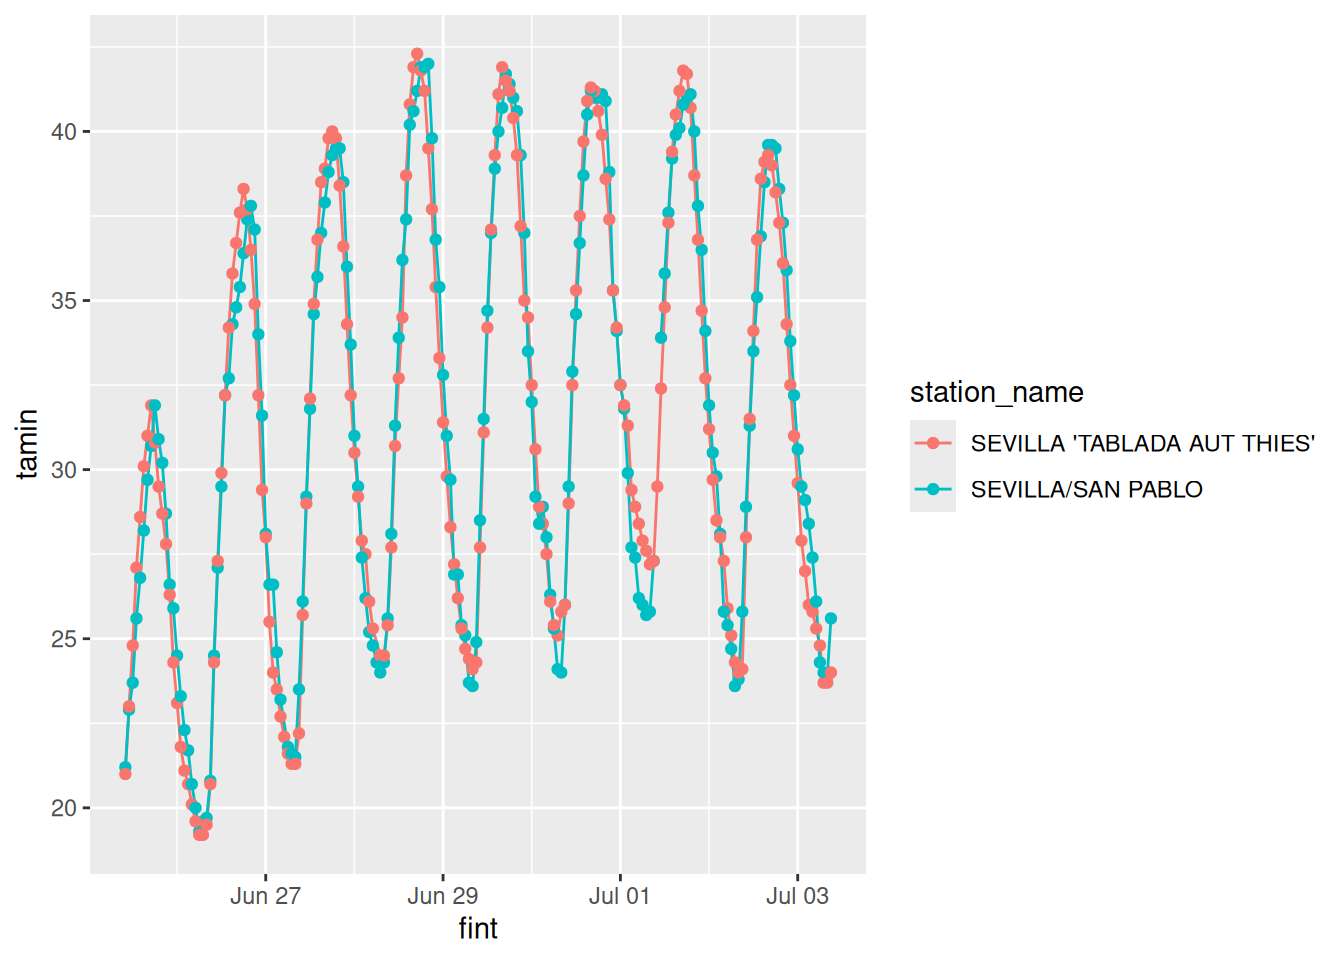 40
35
30
25
20
tamin
Jun 27
Jun 29
Jul 01
Jul 03
fint
station_name
SEVILLA 'TABLADA AUT THIES'
SEVILLA/SAN PABLO